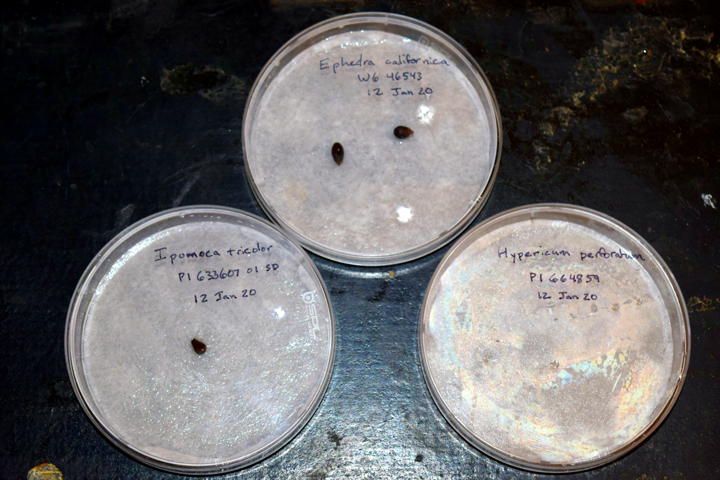 Ephedra californica
W6 46543
12 Jan 20
Ipomoea tricolor
PI 633607 01 SD
12 Jan 20
Hypericum perforatum
PI 664859
12 Jan 20